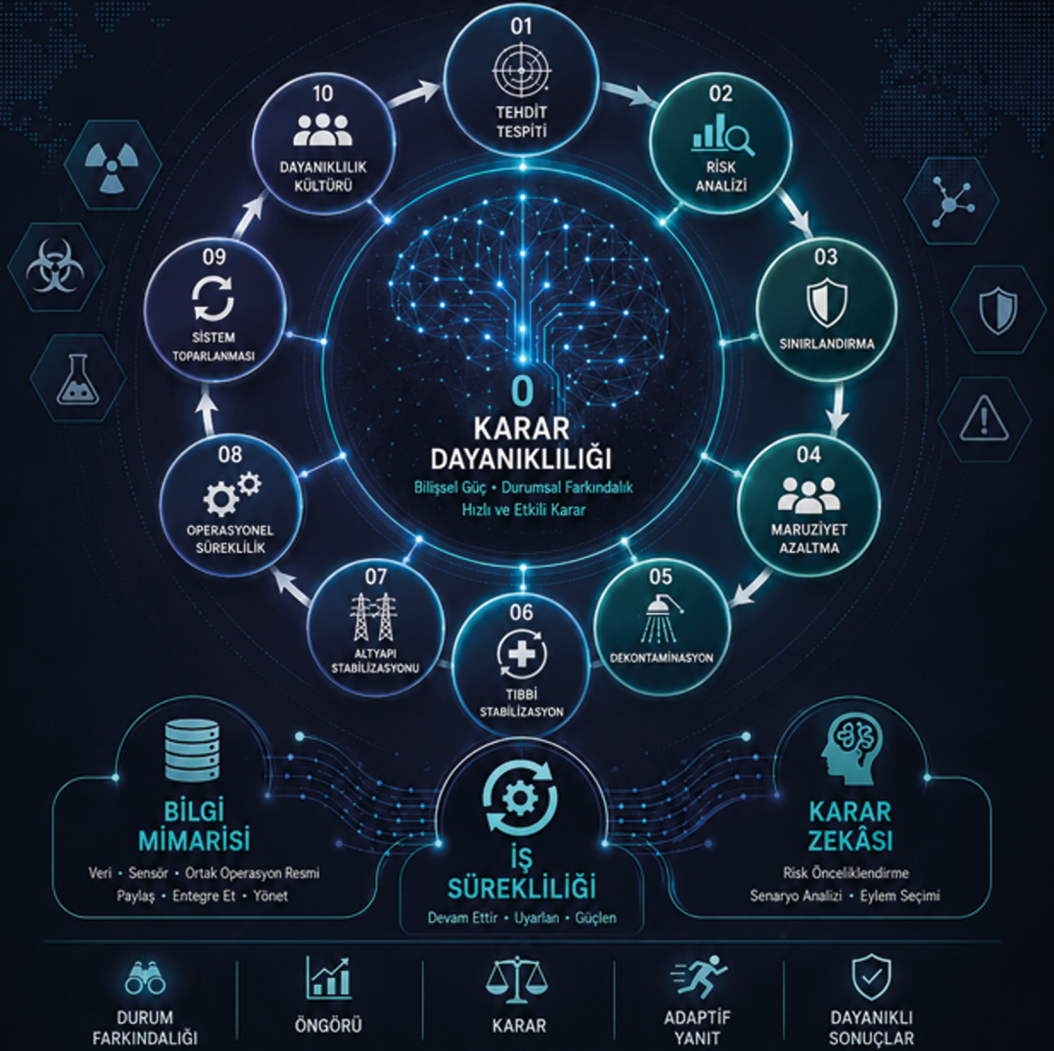 01
TEHDİT
TESPİTİ
02
RİSK
ANALİZİ
03
SINIRLANDIRMA
04
MARUZİYET
AZALTMA
05
DEKONTAMİNASYON
06
TIBBİ
STABİLİZASYON
07
ALTYAPI
STABİLİZASYONU
08
OPERASYONEL
SÜREKLİLİK
09
SİSTEM
TOPARLANMASI
10
DAYANIKLILIK
KÜLTÜRÜ
0
KARAR
DAYANIKLILIĞI
Bilişsel Güç • Durumsal Farkındalık
Hızlı ve Etkili Karar
BİLGİ
MİMARİSİ
Veri • Sensör • Ortak Operasyon Resmi
Paylaş • Entegre Et • Yönet
İŞ
SÜREKLİLİĞİ
Devam Ettir • Uyarlan • Güçlen
KARAR
ZEKÂSI
Risk Önceliklendirme
Senaryo Analizi • Eylem Seçimi
DURUM
FARKINDALIĞI
ÖNGÖRÜ
KARAR
ADAPTİF
YANIT
DAYANIKLI
SONUÇLAR